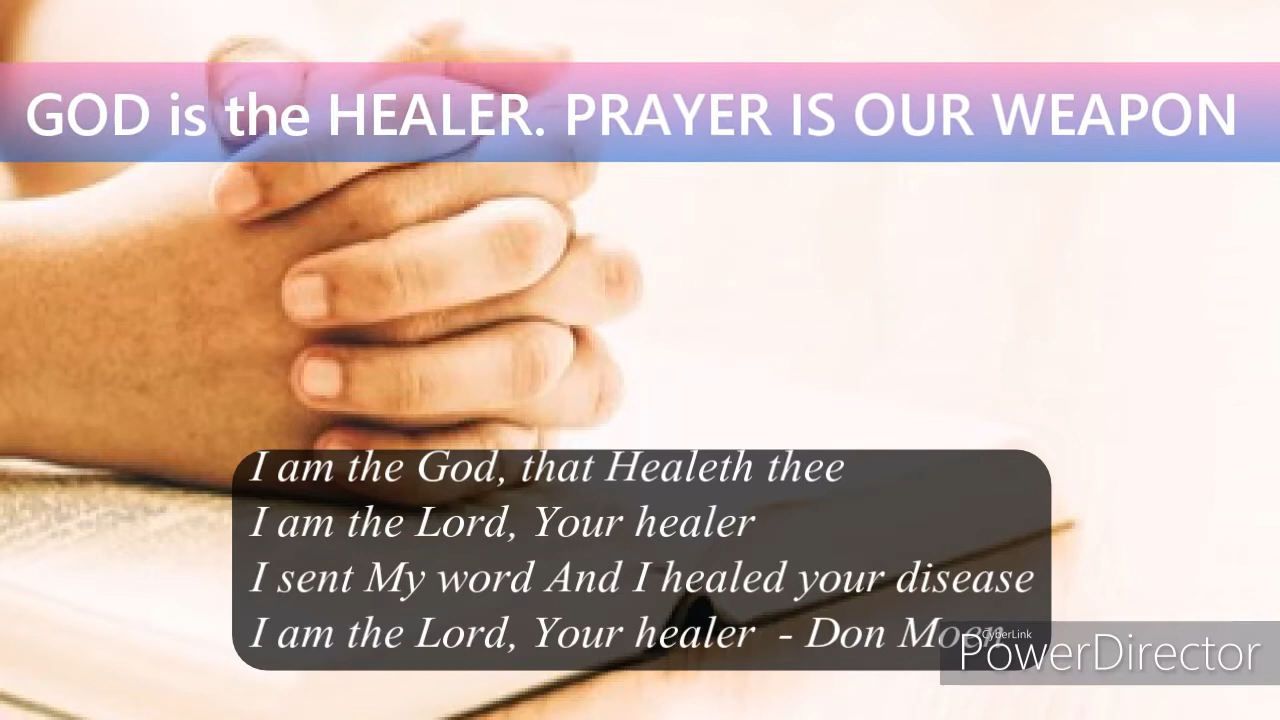 GOD is the HEALER. PRAYER IS OUR WEAPON
I am the God, that Healeth thee
I am the Lord, Your healer
I sent My word And I healed your disease
I am the Lord, Your healer - Don Moen
CyberLink
PowerDirector